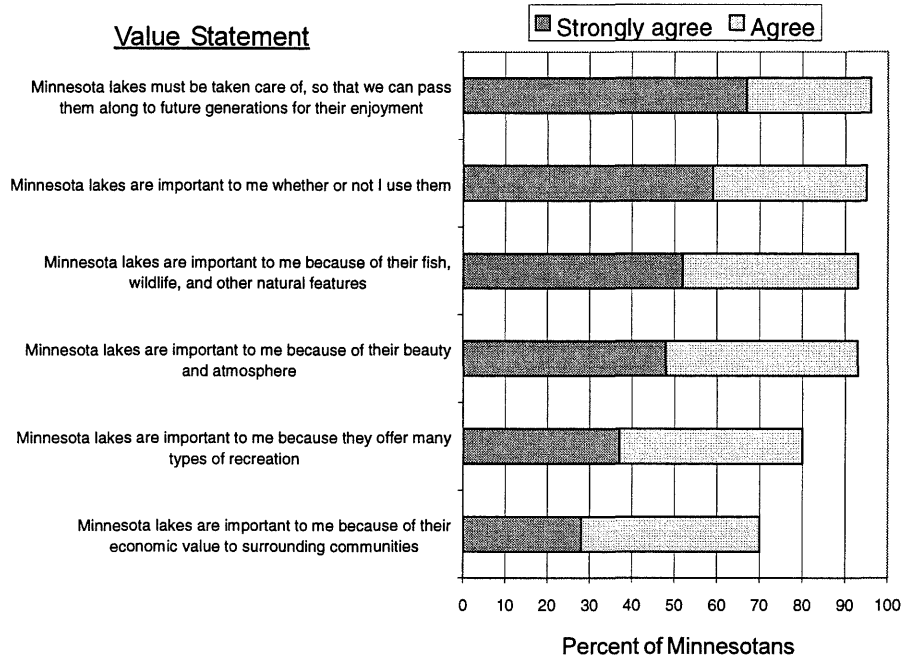 Value Statement
Strongly agree Agree
Minnesota lakes must be taken care of, so that we can pass
them along to future generations for their enjoyment
Minnesota lakes are important to me whether or not I use them
Minnesota lakes are important to me because of their fish,
wildlife, and other natural features
Minnesota lakes are important to me because of their beauty
and atmosphere
Minnesota lakes are important to me because they offer many
types of recreation
Minnesota lakes are important to me because of their
economic value to surrounding communities
0 10 20 30 40 50 60 70 80 90 100
Percent of Minnesotans